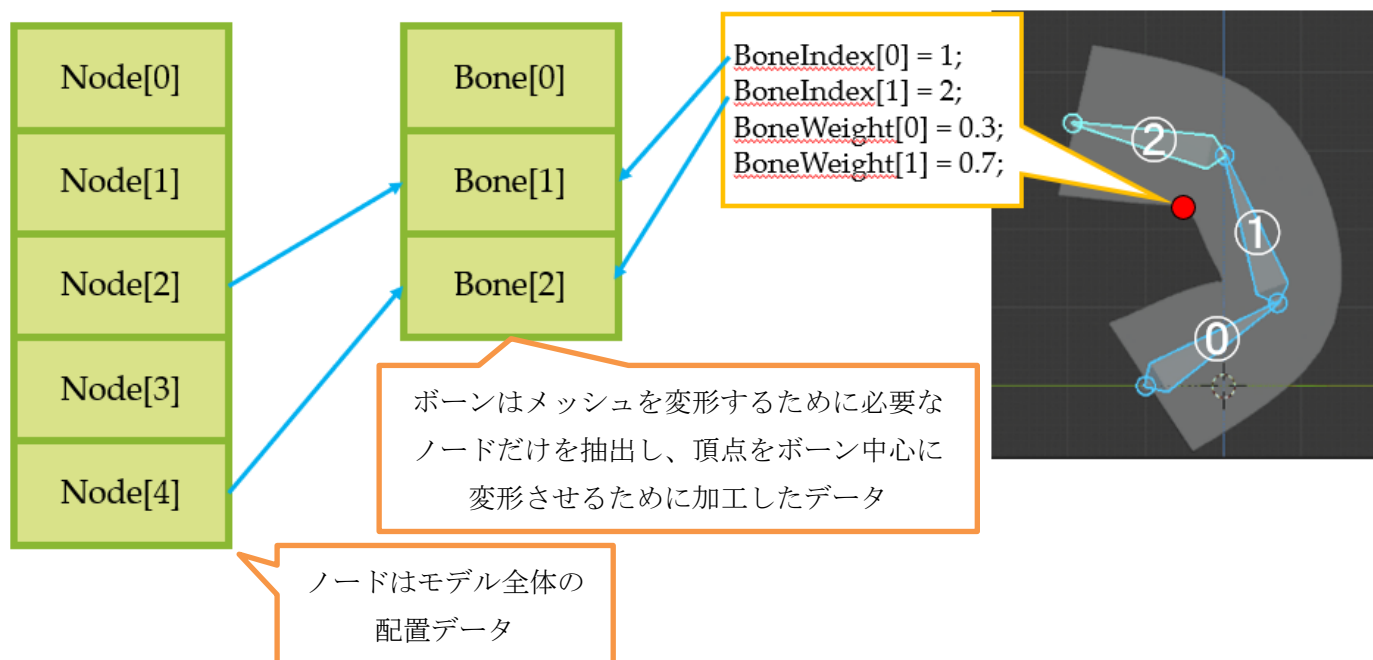 Node[0]
Node[1]
Node[2]
Node[3]
Node[4]
Bone[0]
Bone[1]
Bone[2]
BoneIndex[0] = 1;
BoneIndex[1] = 2;
BoneWeight[0] = 0.3;
BoneWeight[1] = 0.7;
②
①
⓪
ボーンはメッシュを変形するために必要な
ノードだけを抽出し、頂点をボーン中心に
変形させるために加工したデータ
ノードはモデル全体の
配置データ